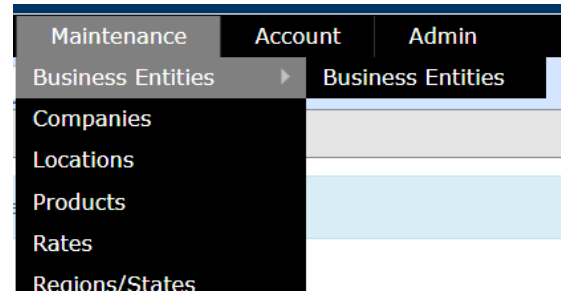 Maintenance Account Admin
Business Entities Business Entities
Companies
Locations
Products
Rates
Regions/States